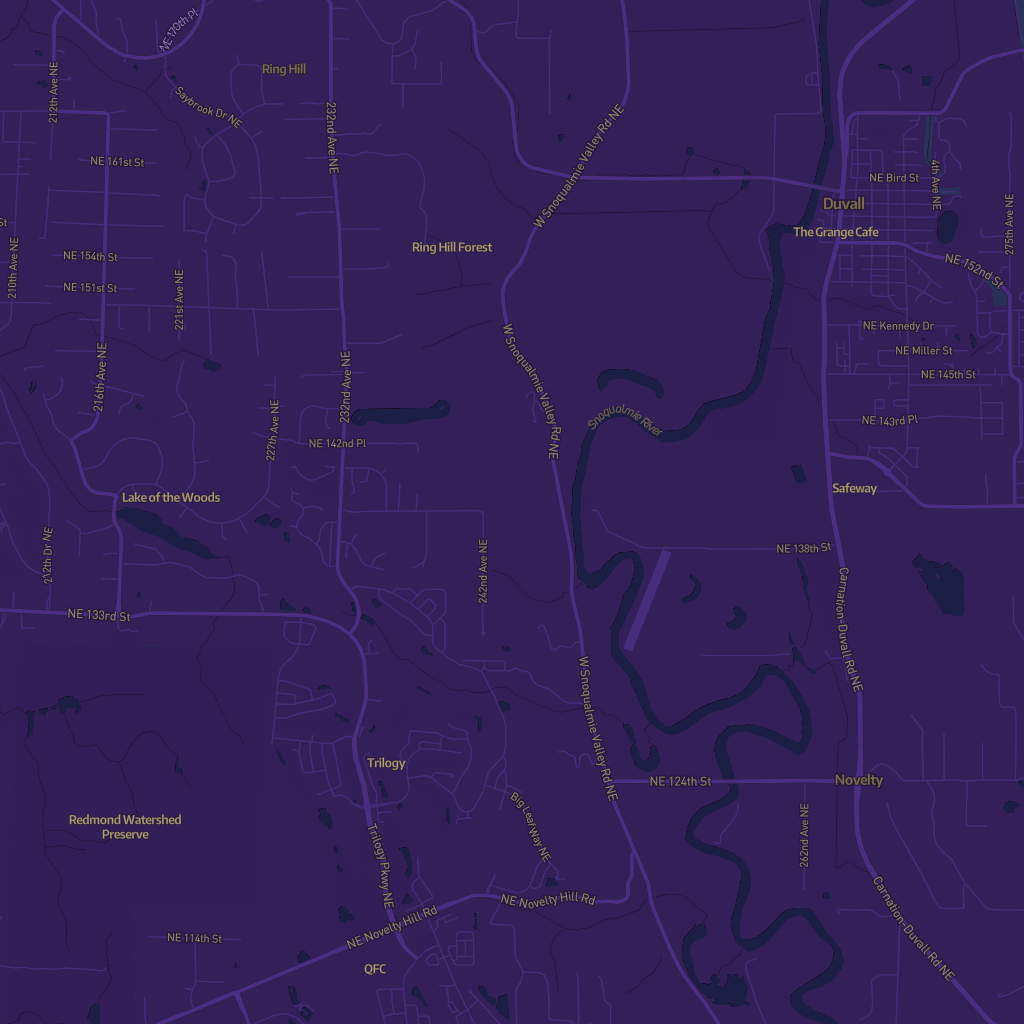 NE 170th Pl
Ring Hill
212th Ave NE
Saybrook Dr NE
232nd Ave NE
W Snoqualmie Valley Rd NE
NE 161st St
NE Bird St
4th Ave NE
Duvall
The Grange Cafe
275th Ave NE
St
210th Ave NE
NE 154th St
Ring Hill Forest
NE 152nd St
NE 151st St
221st Ave NE
NE Kennedy Dr
NE Miller St
216th Ave NE
232nd Ave NE
W Snoqualmie Valley Rd NE
NE 145th St
227th Ave NE
Snoqualmie River
NE 143rd Pl
NE 142nd Pl
Lake of the Woods
Safeway
212th Dr NE
242nd Ave NE
NE 138th St
NE 133rd St
Carnation-Duvall Rd NE
W Snoqualmie Valley Rd NE
Trilogy
NE 124th St
Novelty
Redmond Watershed
Preserve
Big Leaf Way NE
262nd Ave NE
Trilogy Pkwy NE
NE Novelty Hill Rd
NE Novelty Hill Rd
Carnation-Duvall Rd NE
NE 114th St
QFC